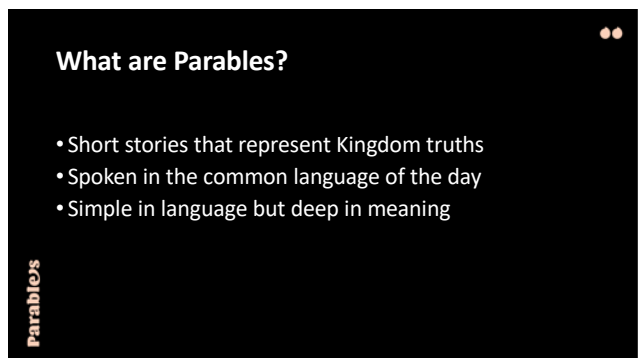 What are Parables?
• Short stories that represent Kingdom truths
• Spoken in the common language of the day
• Simple in language but deep in meaning
Parables